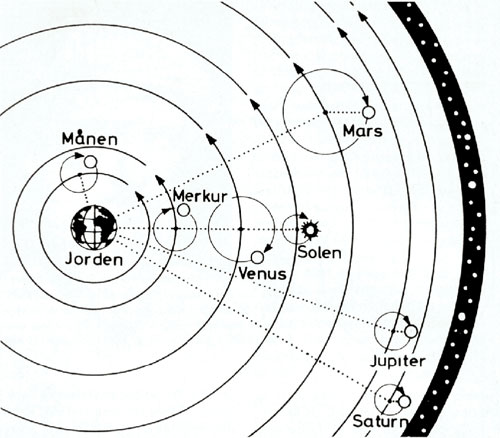 Mars
Månen
Merkur
Jorden
Venus
Solen
Jupiter
Saturn